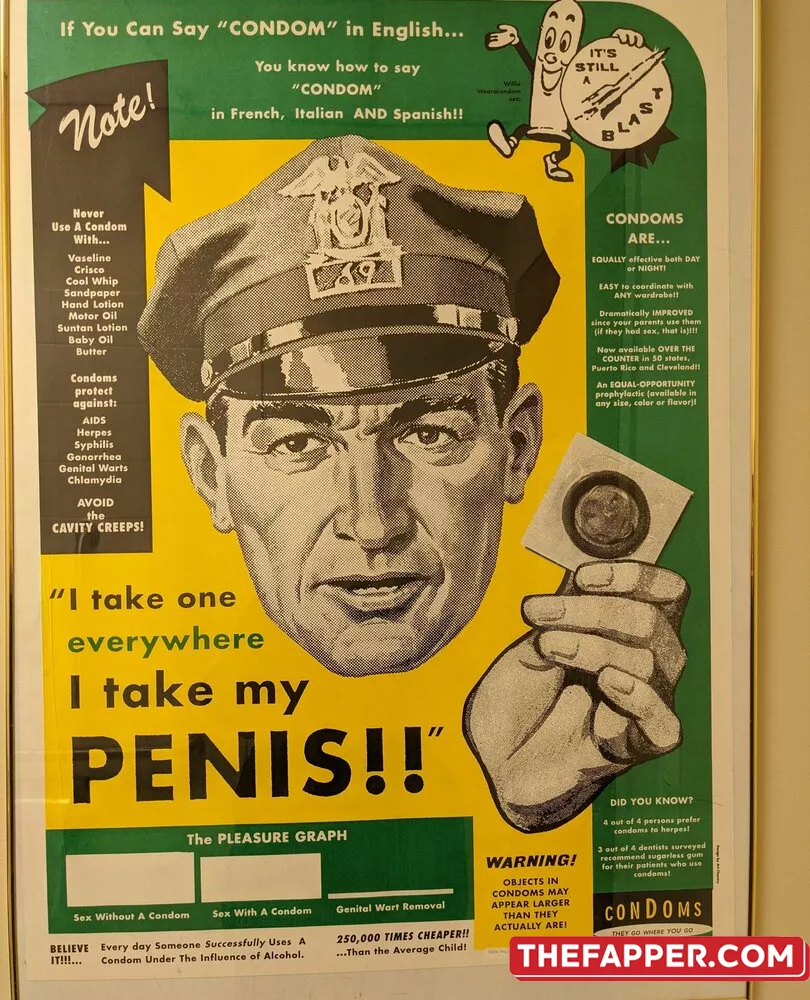 If You Can Say “CONDOM” in English...
You know how to say
“CONDOM”
in French, Italian AND Spanish!!
Willie
Wearacondom
sez:
IT'S
STILL
A
BLAST
Note!
Never
Use A Condom
With...
Vaseline
Crisco
Cool Whip
Sandpaper
Hand Lotion
Motor Oil
Suntan Lotion
Baby Oil
Butter
Condoms
protect
against:
AIDS
Herpes
Syphilis
Gonorrhea
Genital Warts
Chlamydia
AVOID
the
CAVITY CREEPS!
69
CONDOMS
ARE...
EQUALLY effective both DAY
or NIGHT!
EASY to coordinate with
ANY wardrobe!!
Dramatically IMPROVED
since your parents use them
(if they had sex, that is)!!!
Now available OVER THE
COUNTER in 50 states,
Puerto Rico and Cleveland!!
An EQUAL-OPPORTUNITY
prophylactic (available in
any size, color or flavor)!
“I take one
everywhere
I take my
PENIS!!”
The PLEASURE GRAPH
Sex Without A Condom
Sex With A Condom
Genital Wart Removal
WARNING!
OBJECTS IN
CONDOMS MAY
APPEAR LARGER
THAN THEY
ACTUALLY ARE!
DID YOU KNOW?
4 out of 4 persons prefer
condoms to herpes!
3 out of 4 dentists surveyed
recommend sugarless gum
for their patients who use
condoms!
Design by Art Chantry
CONDOMS
THEY GO WHERE YOU GO
BELIEVE
IT!!!...
Every day Someone Successfully Uses A
Condom Under The Influence of Alcohol.
250,000 TIMES CHEAPER!!
...Than the Average Child!
THEFAPPER.COM